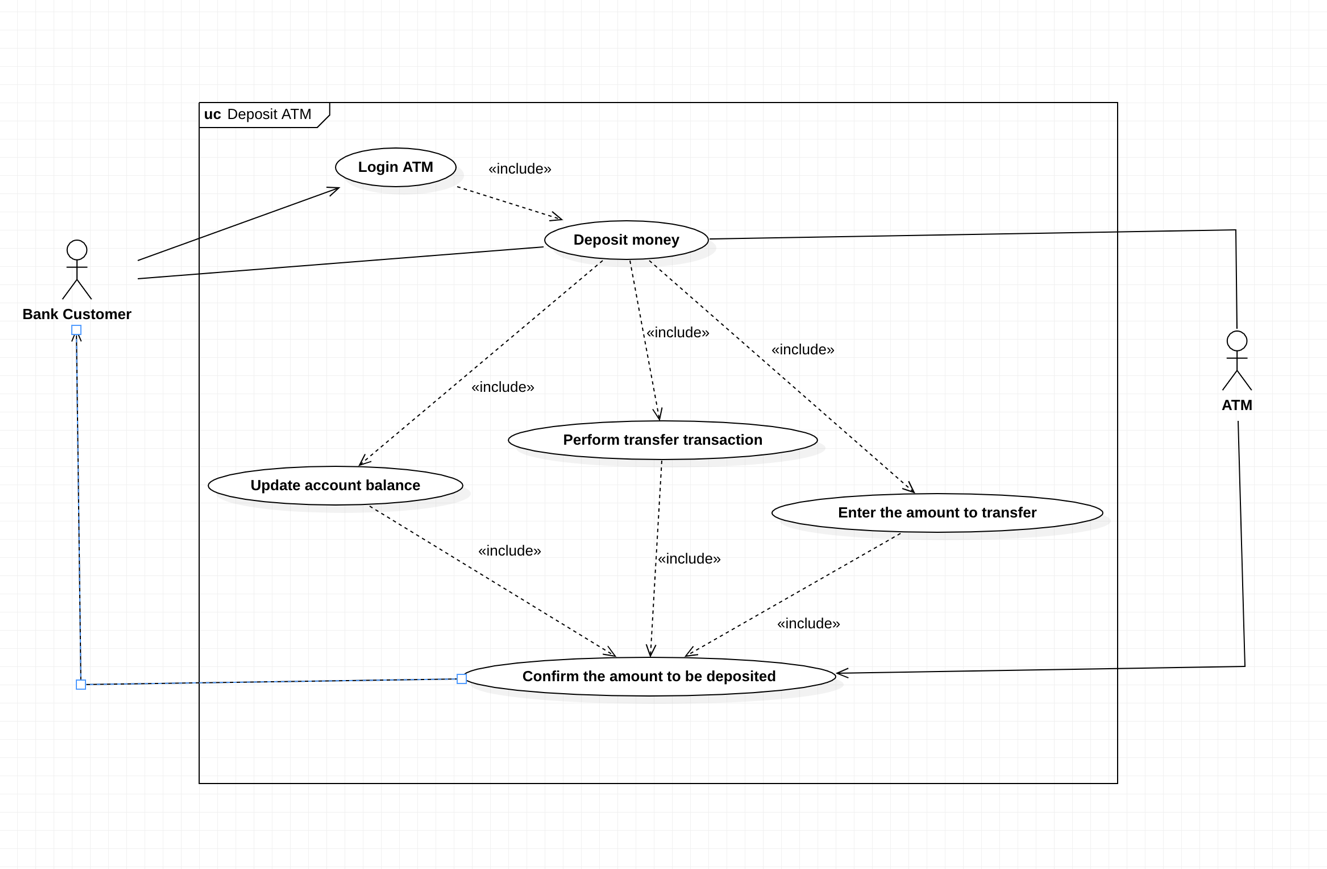 uc Deposit ATM
Login ATM
«include»
Deposit money
Bank Customer
«include»
«include»
«include»
ATM
Perform transfer transaction
Update account balance
Enter the amount to transfer
«include»
«include»
«include»
Confirm the amount to be deposited